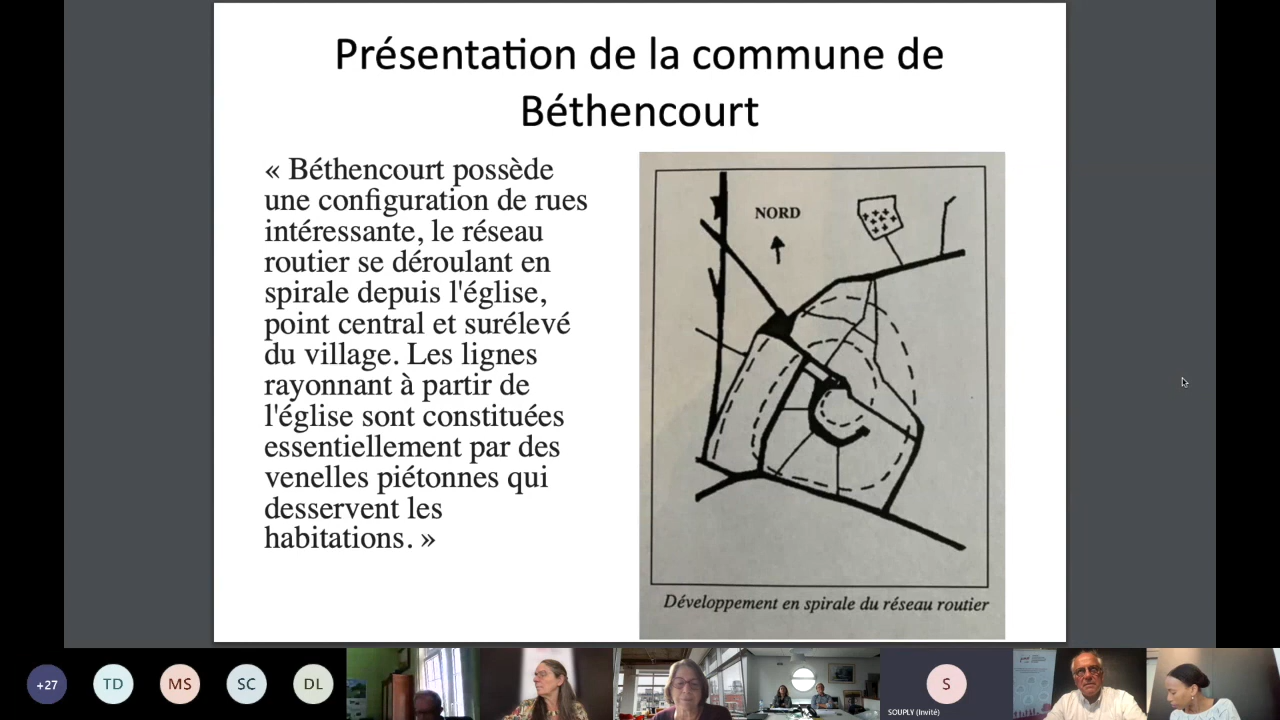 Présentation de la commune de
Béthencourt
« Béthencourt possède
une configuration de rues
intéressante, le réseau
routier se déroulant en
spirale depuis l'église,
point central et surélevé
du village. Les lignes
rayonnant à partir de
l'église sont constituées
essentiellement par des
venelles piétonnes qui
desservent les
habitations. »
NORD
Développement en spirale du réseau routier
+27
TD
MS
SC
DL
S
SOUPLY (Invité)